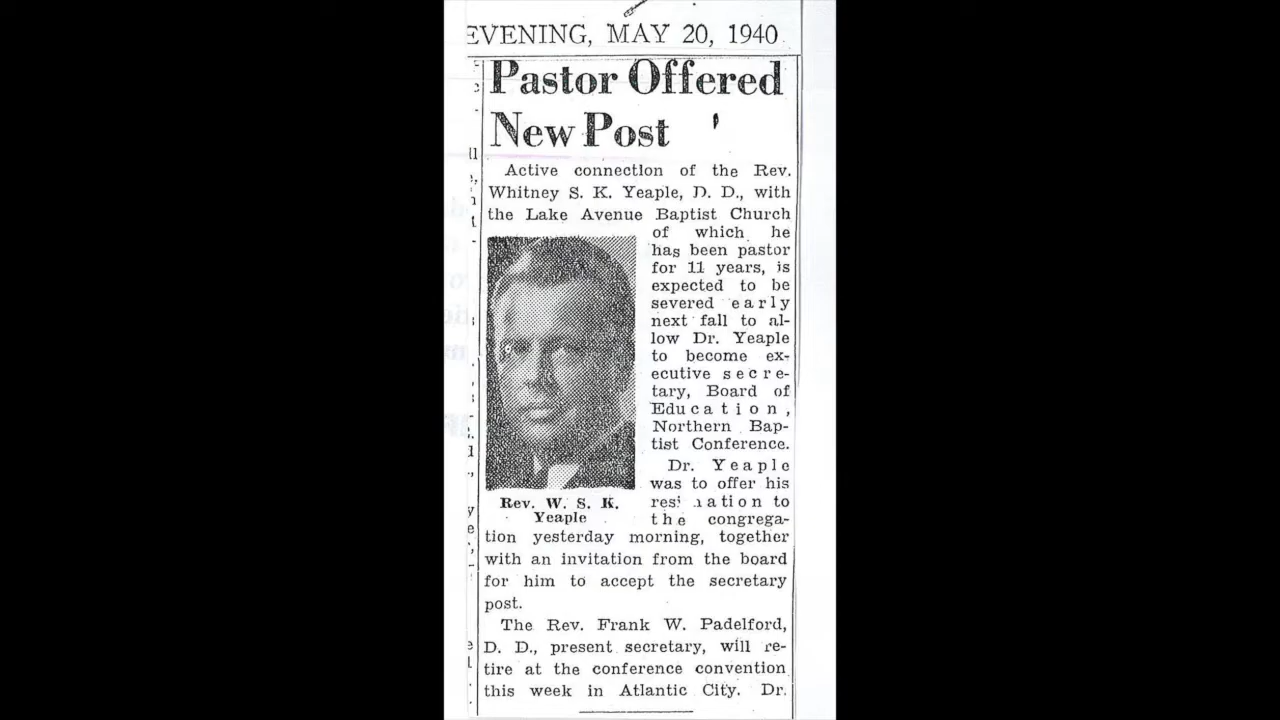 EVENING, MAY 20, 1940
Pastor Offered
New Post
Active connection of the Rev.
Whitney S. K. Yeaple, D. D., with
the Lake Avenue Baptist Church
of which he
has been pastor
for 11 years, is
expected to be
severed early
next fall to al-
low Dr. Yeaple
to become ex-
ecutive secre-
tary, Board of
Education,
Northern Bap-
tist Conference.
Dr. Yeaple
was to offer his
to
the congrega-
Rev. W. S. K.
Yeaple
tion yesterday morning, together
with an invitation from the board
for him to accept the secretary
post.
The Rev. Frank W. Padelford,
D. D., present secretary, will re-
tire at the conference convention
this week in Atlantic City. Dr.